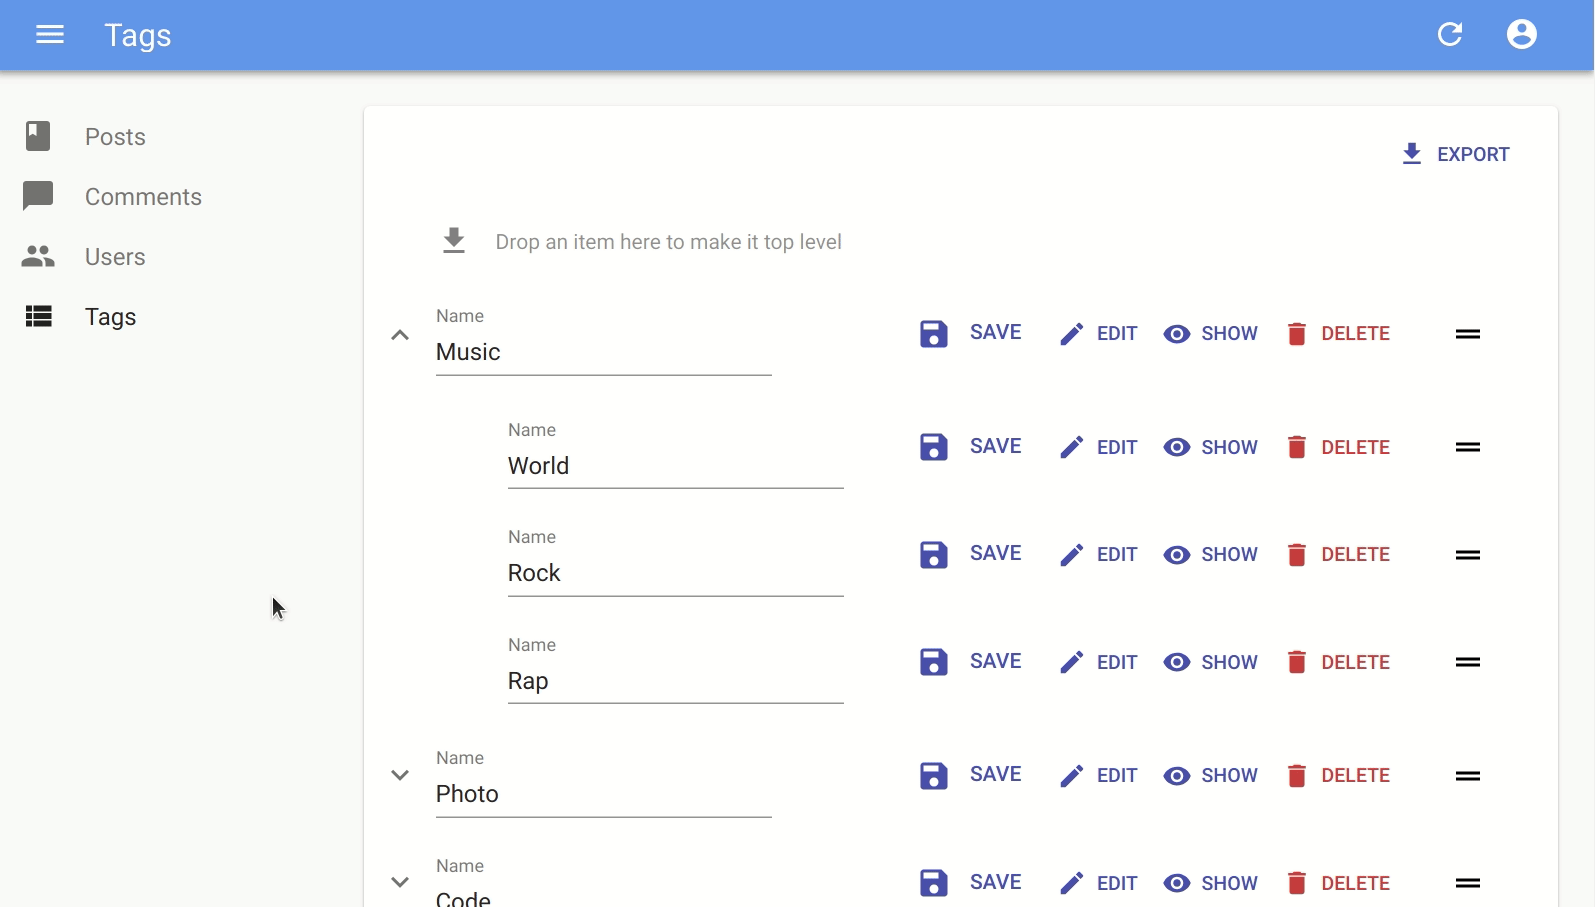 Tags
Posts
Comments
Users
Tags
EXPORT
Drop an item here to make it top level
Name
Music
SAVE EDIT SHOW DELETE
Name
World
SAVE EDIT SHOW DELETE
Name
Rock
SAVE EDIT SHOW DELETE
Name
Rap
SAVE EDIT SHOW DELETE
Name
Photo
SAVE EDIT SHOW DELETE
Name
Code
SAVE EDIT SHOW DELETE